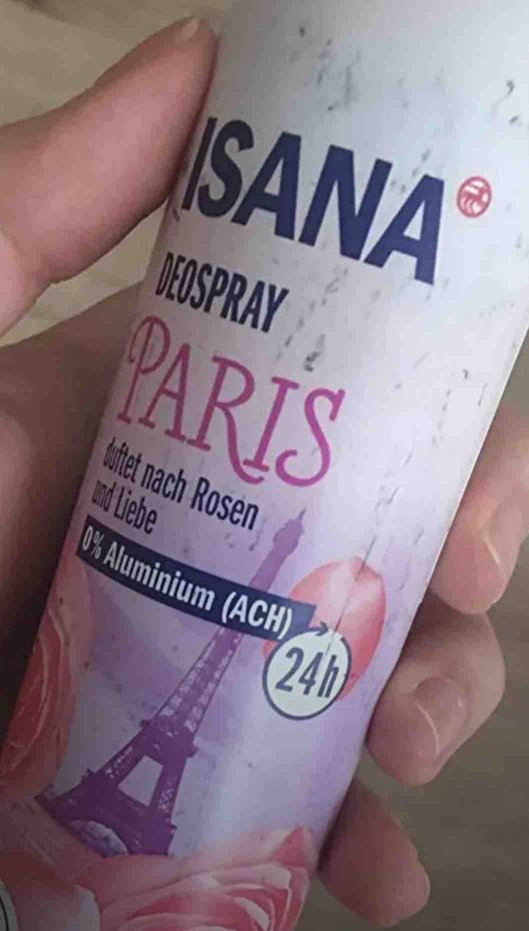 ISANA
DEOSPRAY
PARIS
duftet nach Rosen
und Liebe
0% Aluminium (ACH)
24h